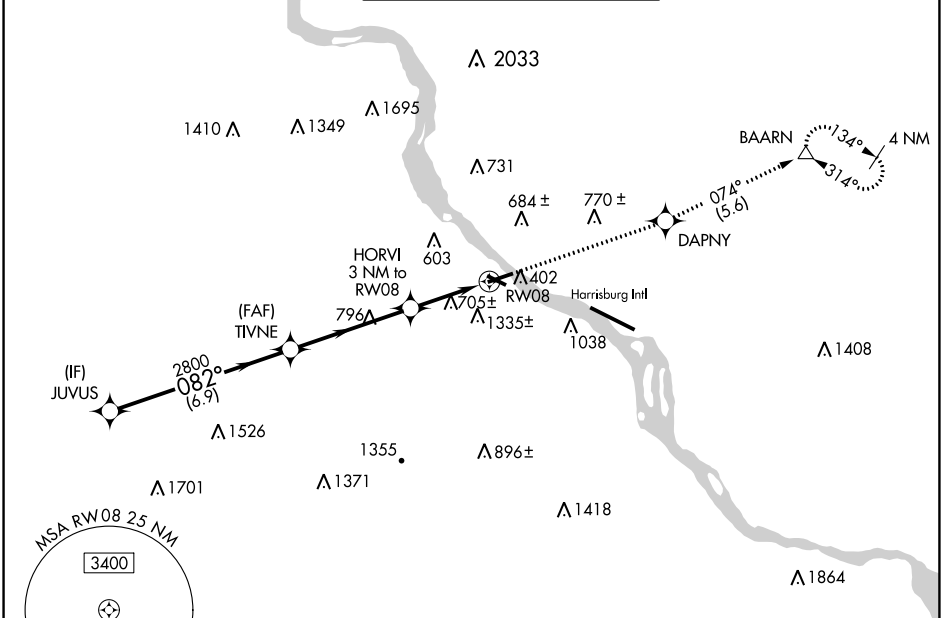 2033
1695
1410
1349
BAARN
134°
4 NM
731
314°
074°
(5.6)
684 ±
770 ±
DAPNY
603
HORVI
3 NM to
RW08
402
RW08
Harrisburg Intl
(FAF)
TIVNE
796
705±
1335±
1038
1408
(IF)
JUVUS
2800
082°
(6.9)
1526
1355
896±
1701
1371
1418
MSA RW08 25 NM
3400
1864